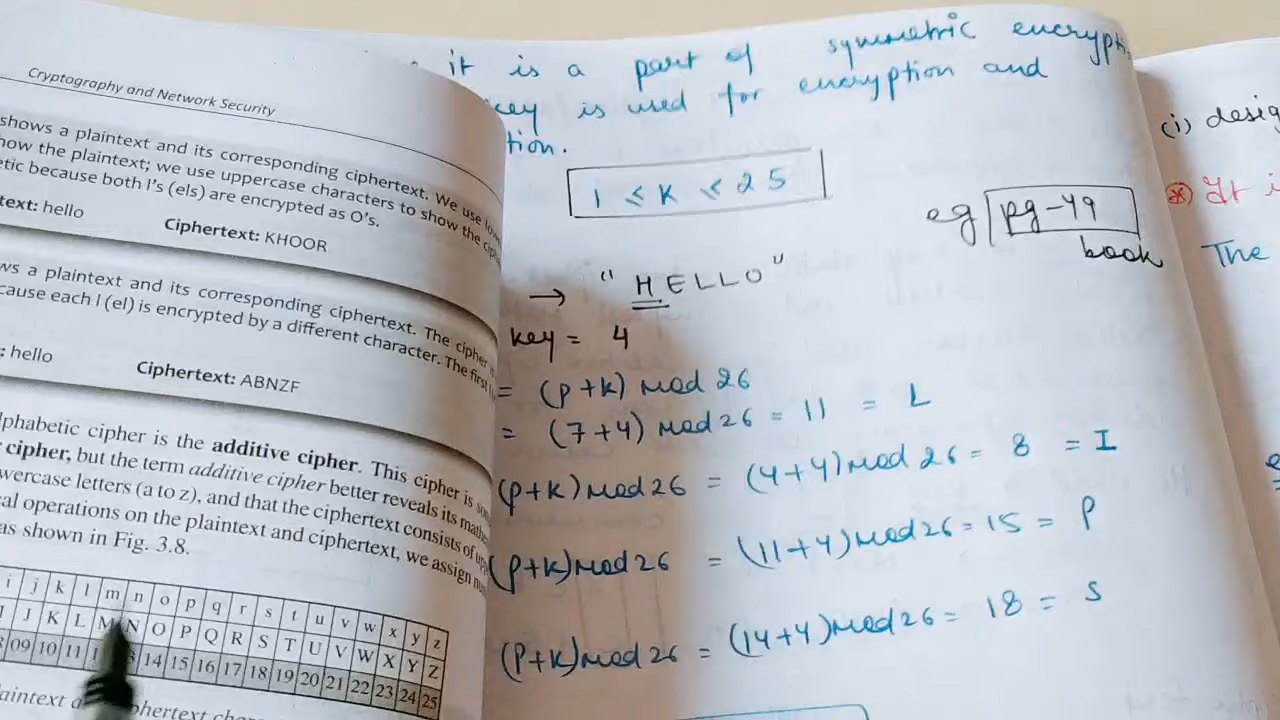 Cryptography and Network Security
shows a plaintext and its corresponding ciphertext. We use
how the plaintext; we use uppercase characters to show the
etic because both l's (els) are encrypted as O's.
text: hello Ciphertext: KHOOR
ws a plaintext and its corresponding ciphertext. The cipher
cause each l (el) is encrypted by a different character. The first
: hello Ciphertext: ABNZF
lphabetic cipher is the additive cipher. This cipher is
cipher, but the term additive cipher better reveals its
wercase letters (a to z), and that the ciphertext consists of
al operations on the plaintext and ciphertext, we assign
as shown in Fig. 3.8.
i j k l m n o p q r s t u v w x y z
J K L M N O P Q R S T U V W X Y Z
09 10 11 14 15 16 17 18 19 20 21 22 23 24 25
it is a part of symmetric
key is used for encryption and
tion.
1 ≤ K ≤ 25
eg pg-49
book
→ "HELLO"
key = 4
= (p+k) mod 26
= (7+4) mod 26 = 11 = L
(p+k) mod 26 = (4+4) mod 26 = 8 = I
(p+k) mod 26 = (11+4) mod 26 = 15 = P
(p+k) mod 26 = (14+4) mod 26 = 18 = S
(i)
It
The